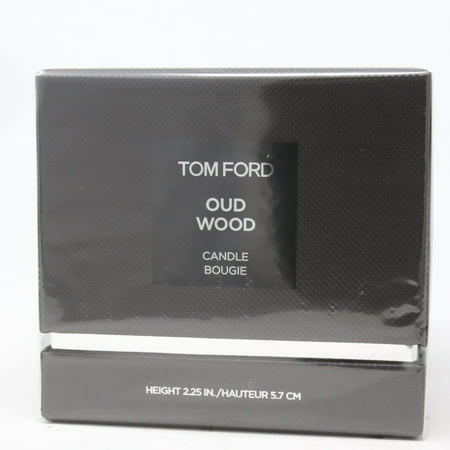 TOM FORD
OUD
WOOD
CANDLE
BOUGIE
HEIGHT 2.25 IN./HAUTEUR 5.7 CM